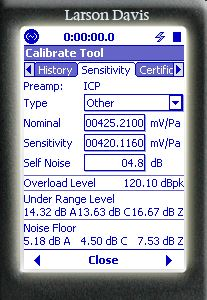 Larson Davis
0:00:00.0
Calibrate Tool
History Sensitivity Certific
Preamp: ICP
Type Other
Nominal 00425.2100 mV/Pa
Sensitivity 00420.1160 mV/Pa
Self Noise 04.8 dB
Overload Level 120.10 dBpk
Under Range Level
14.32 dB A 13.63 dB C 16.67 dB Z
Noise Floor
5.18 dB A 4.50 dB C 7.53 dB Z
Close